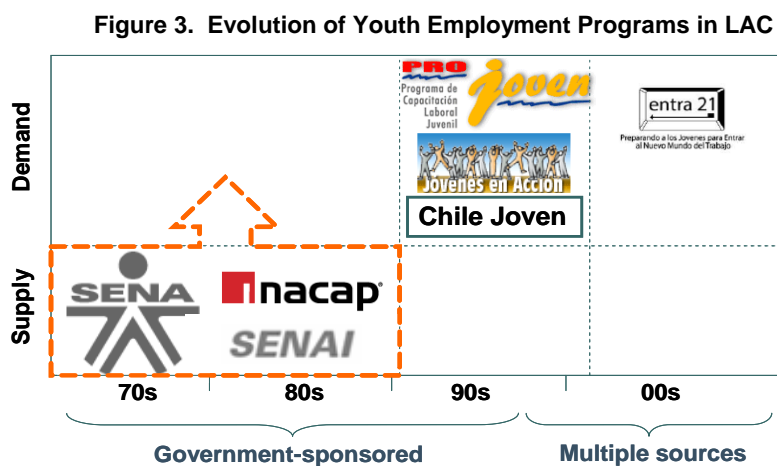 Figure 3. Evolution of Youth Employment Programs in LAC
Demand
PRO
joven
Programa de
Capacitación
Laboral
Juvenil
Jóvenes en Acción
Chile Joven
entra 21
Preparando a los Jovenes para Entrar
al Nuevo Mundo del Trabajo
Supply
SENA
Inacap®
SENAI
70s 80s 90s 00s
Government-sponsored Multiple sources